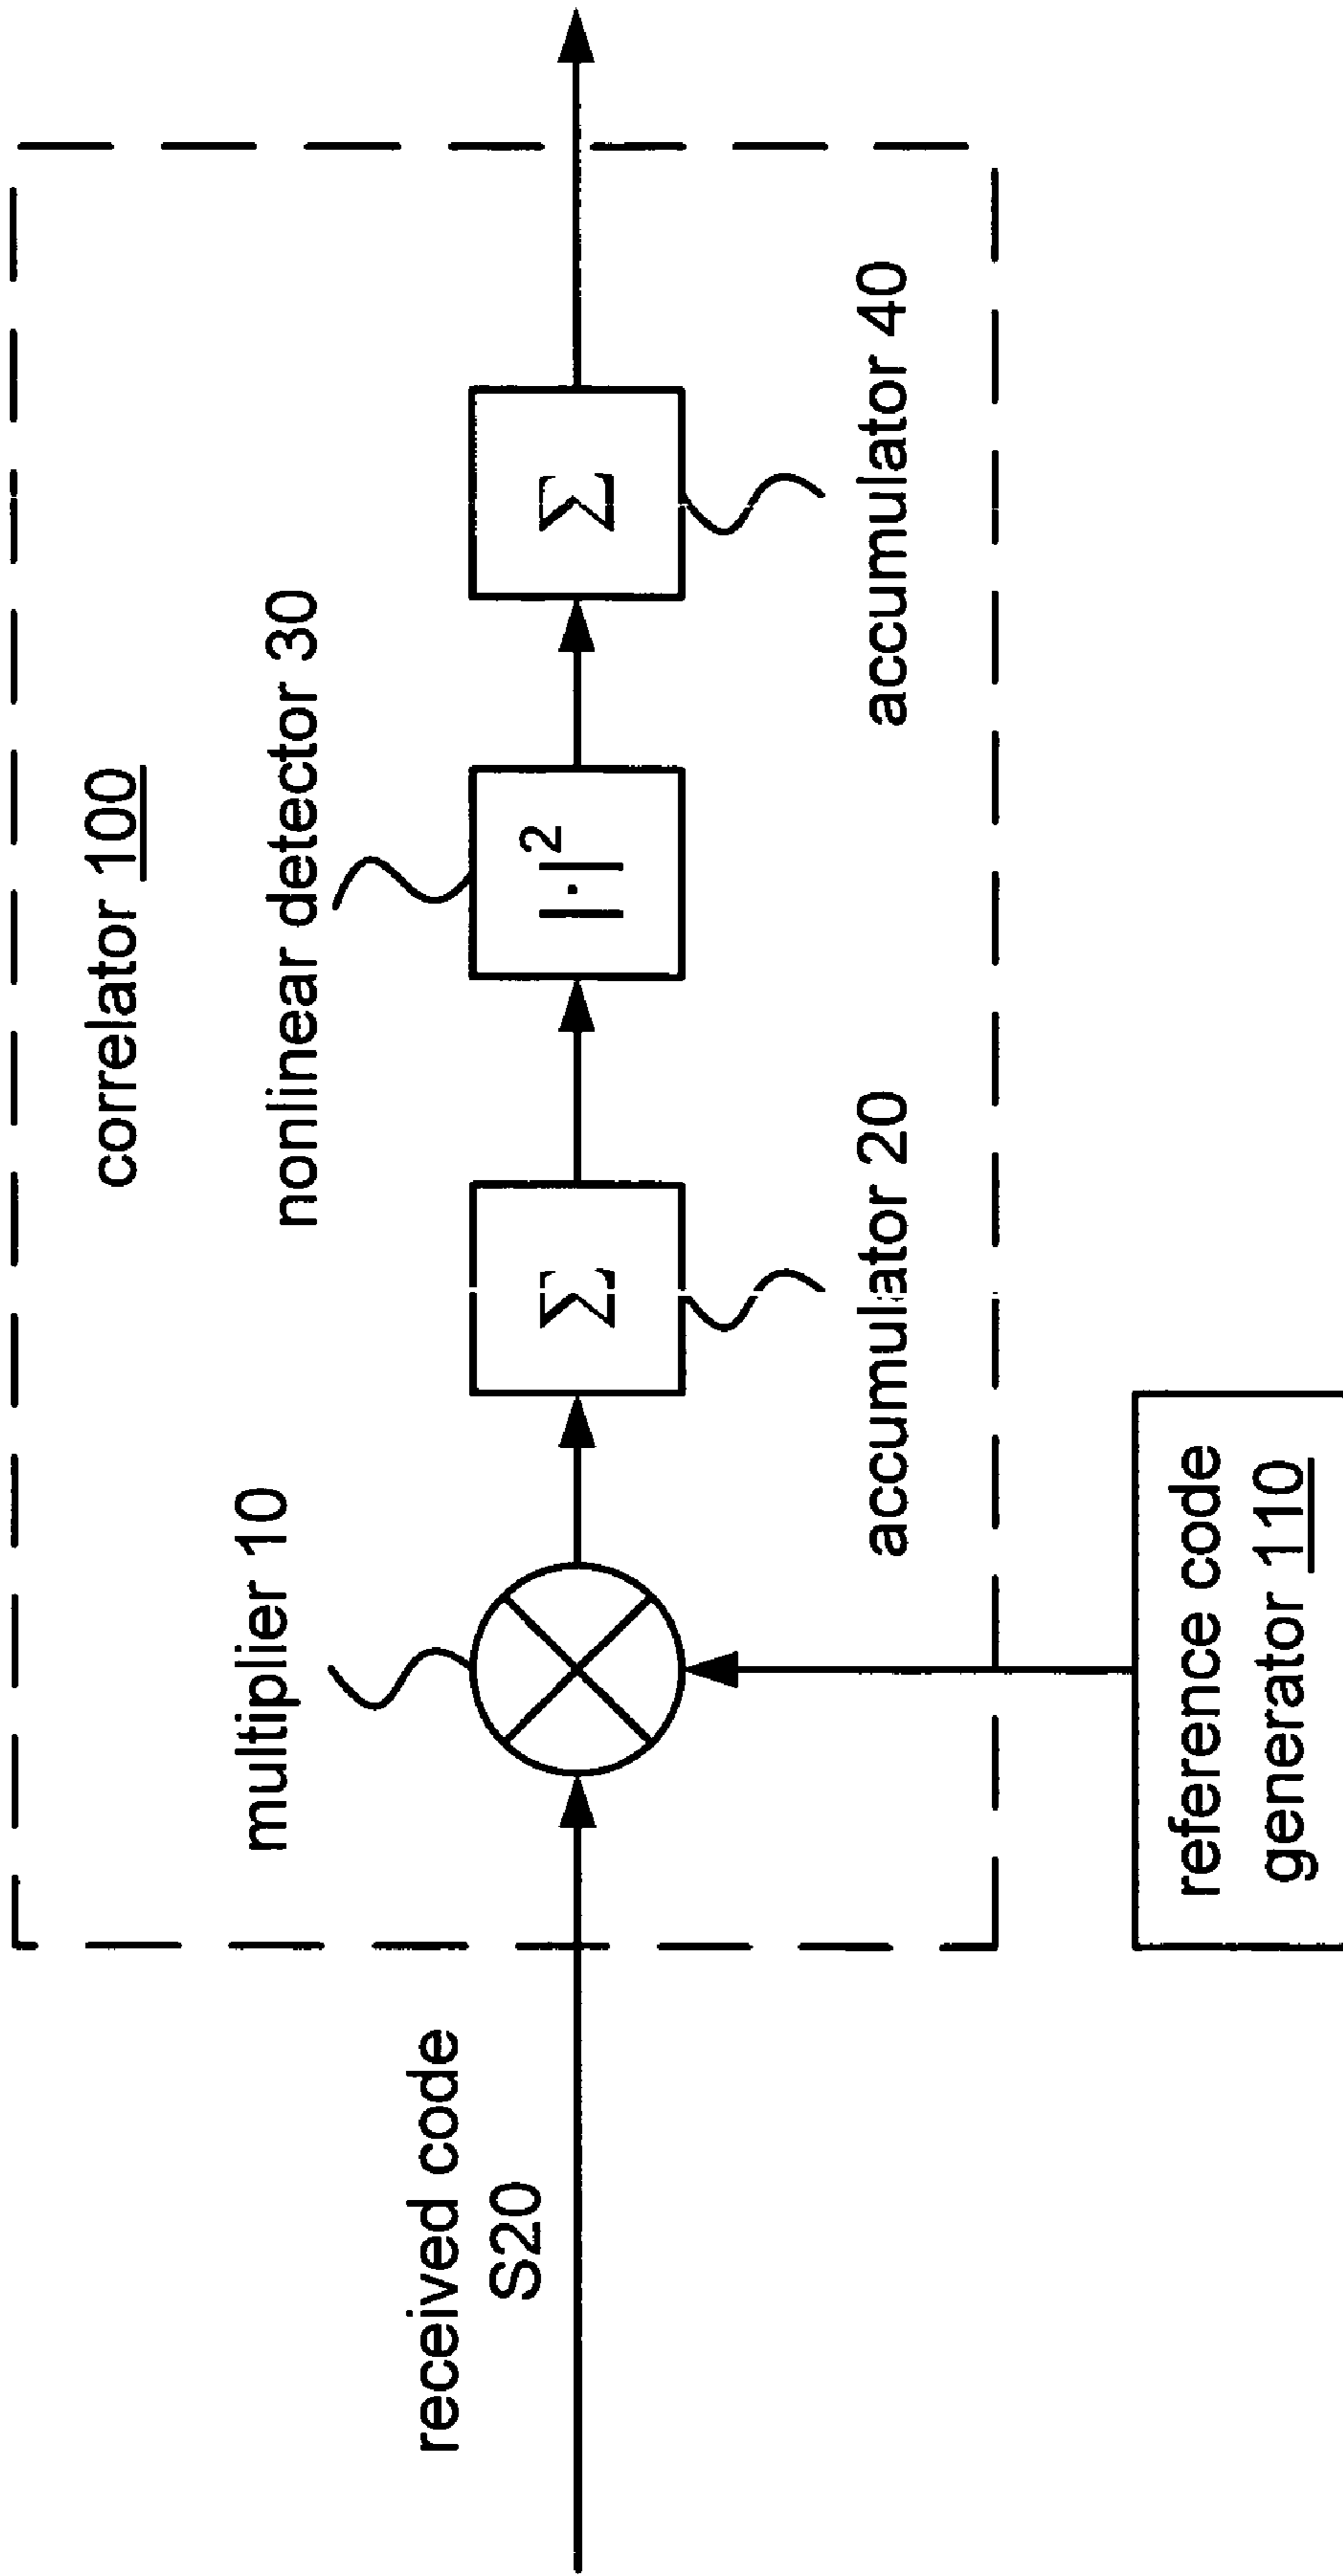 correlator 100
nonlinear detector 30
multiplier 10
received code
S20
Σ
|·|²
Σ
accumulator 20
accumulator 40
reference code
generator 110